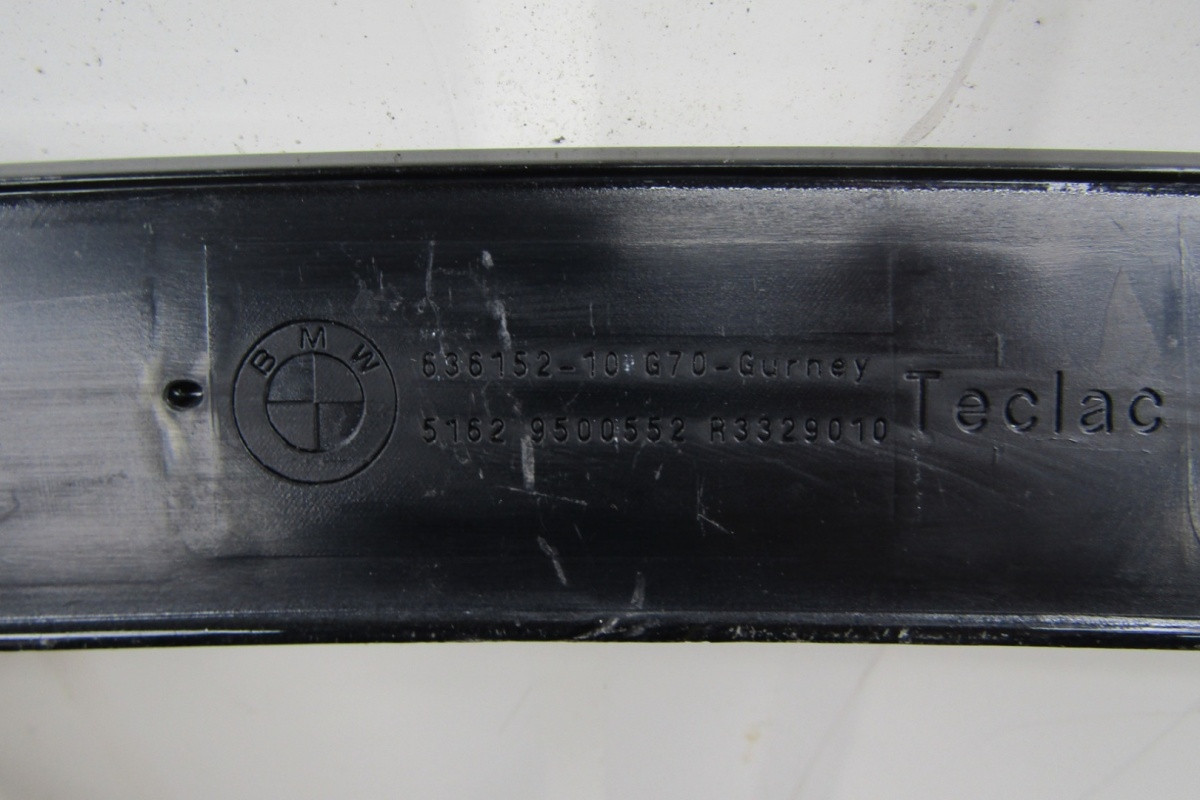 BMW
636152-10 G70-Gurney
5162 9500552 R3329010
Teclac